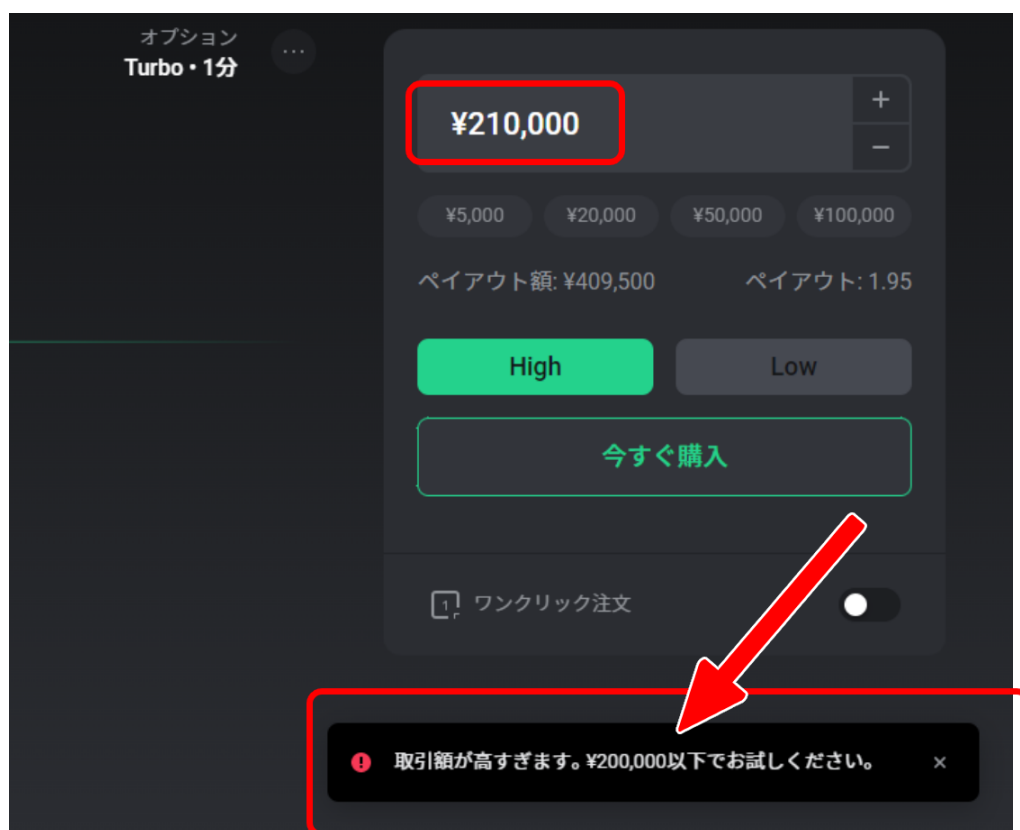 オプション
Turbo・1分
¥210,000
¥5,000 ¥20,000 ¥50,000 ¥100,000
ペイアウト額: ¥409,500 ペイアウト: 1.95
High Low
今すぐ購入
1 ワンクリック注文
取引額が高すぎます。¥200,000以下でお試しください。